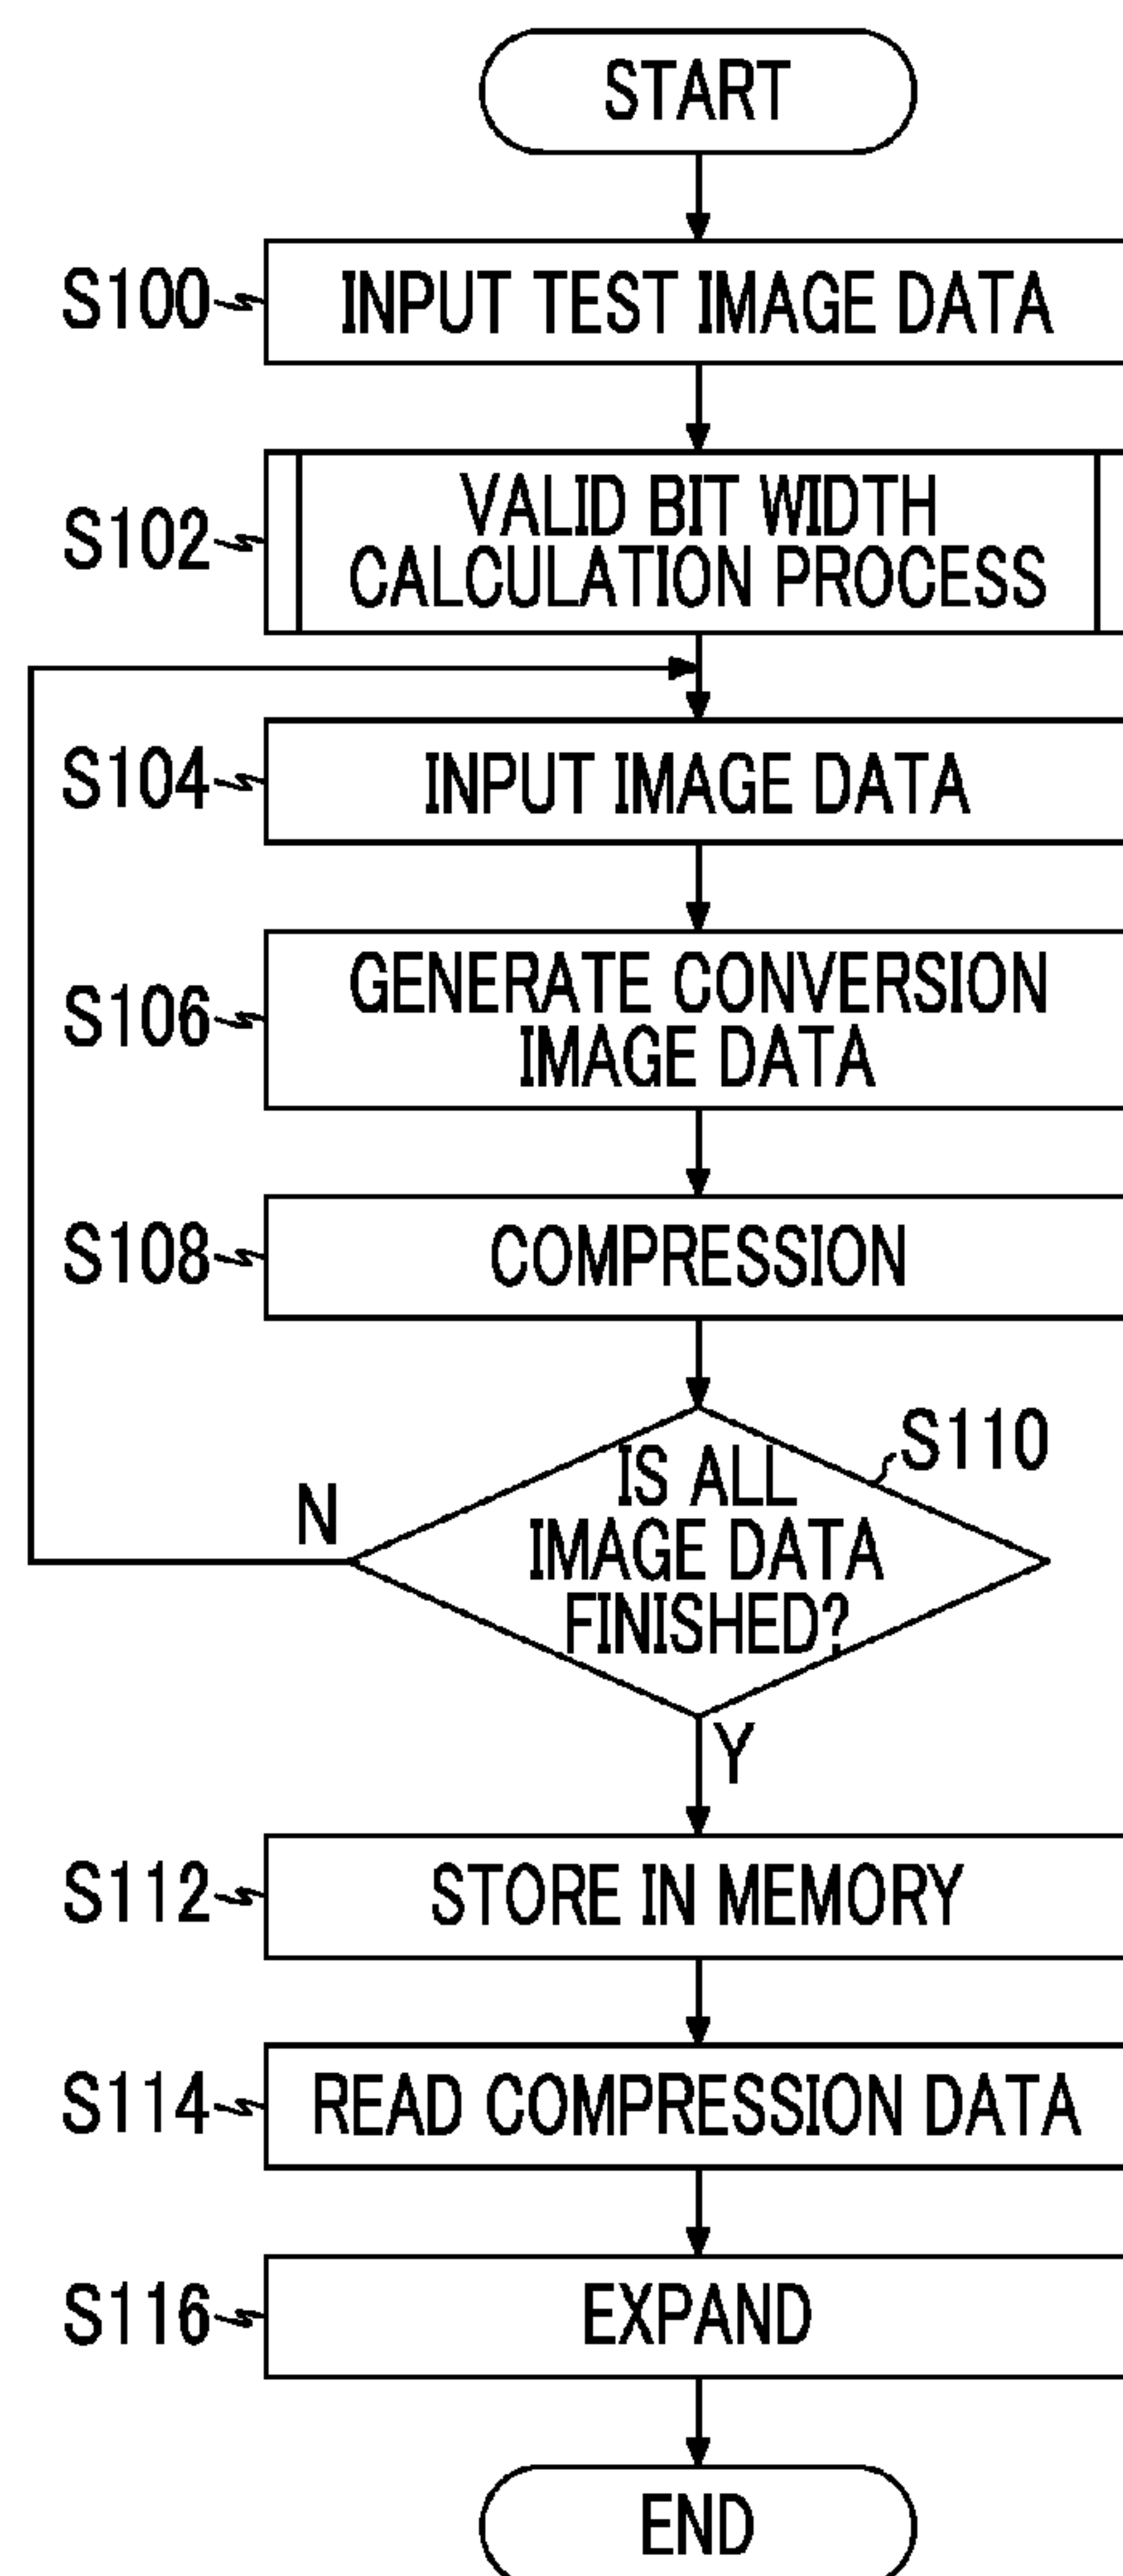 START
S100
INPUT TEST IMAGE DATA
S102
VALID BIT WIDTH
CALCULATION PROCESS
S104
INPUT IMAGE DATA
S106
GENERATE CONVERSION
IMAGE DATA
S108
COMPRESSION
S110
IS ALL
IMAGE DATA
FINISHED?
N
Y
S112
STORE IN MEMORY
S114
READ COMPRESSION DATA
S116
EXPAND
END